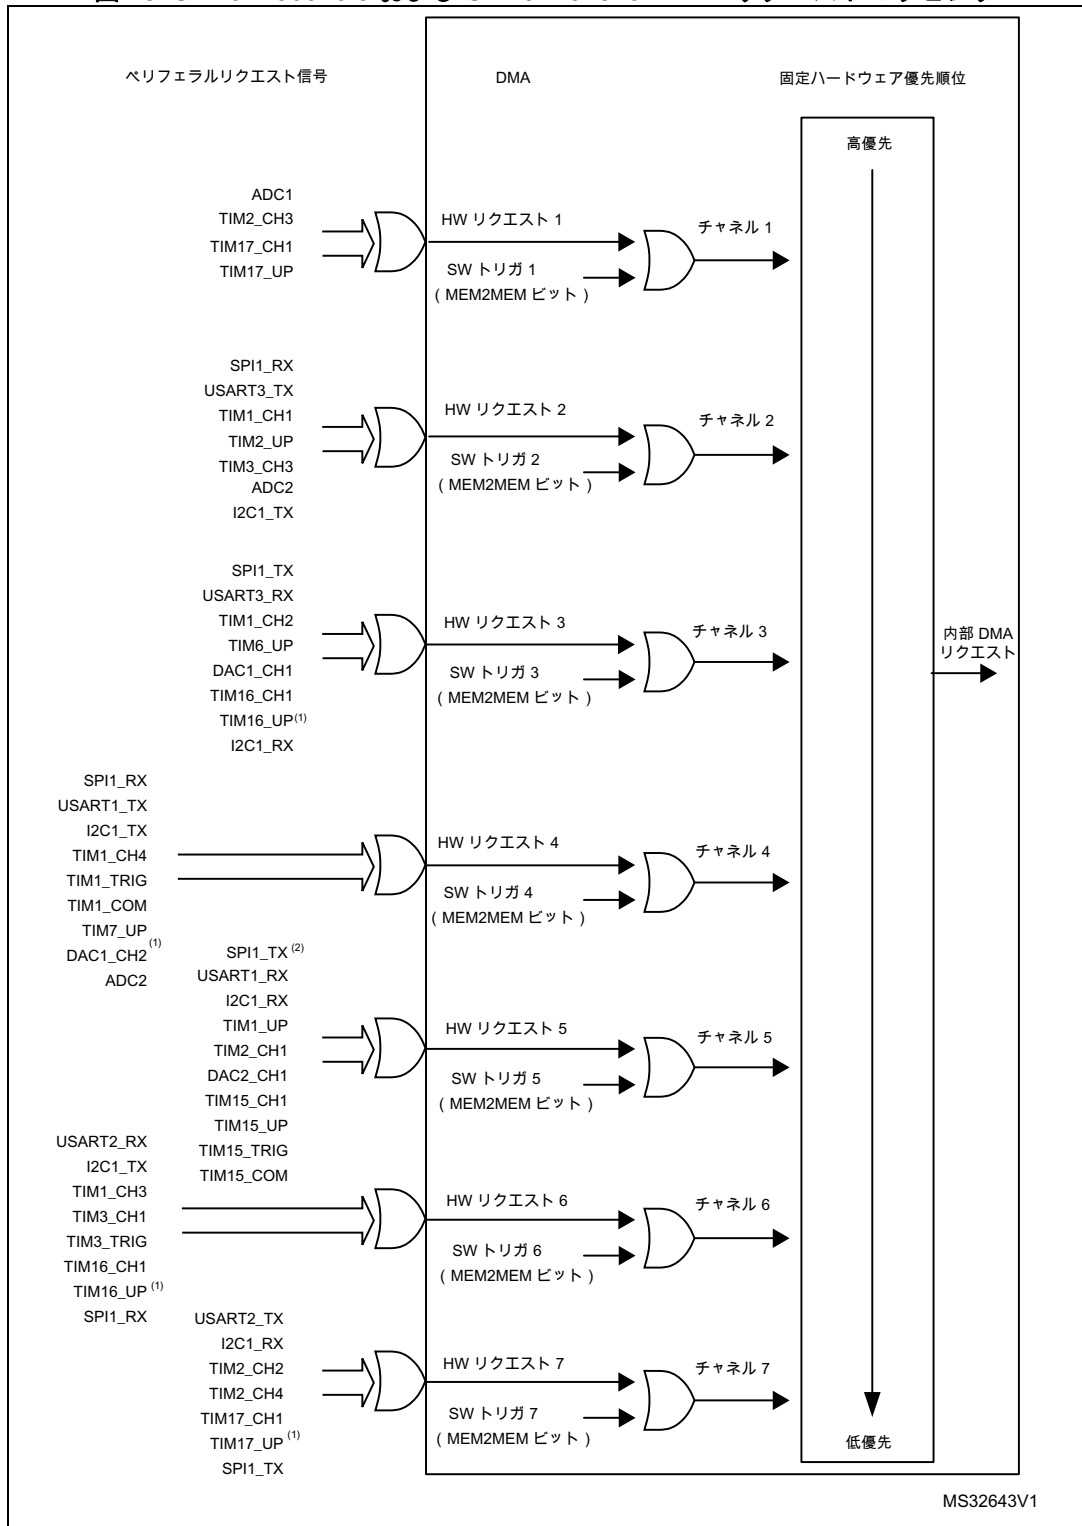 ペリフェラルリクエスト信号
DMA
固定ハードウェア優先順位
高優先
ADC1
TIM2_CH3
TIM17_CH1
TIM17_UP
HW リクエスト 1
SW トリガ 1
( MEM2MEM ビット )
チャネル 1
SPI1_RX
USART3_TX
TIM1_CH1
TIM2_UP
TIM3_CH3
ADC2
I2C1_TX
HW リクエスト 2
SW トリガ 2
( MEM2MEM ビット )
チャネル 2
SPI1_TX
USART3_RX
TIM1_CH2
TIM6_UP
DAC1_CH1
TIM16_CH1
TIM16_UP(1)
I2C1_RX
HW リクエスト 3
SW トリガ 3
( MEM2MEM ビット )
チャネル 3
内部 DMA
リクエスト
SPI1_RX
USART1_TX
I2C1_TX
TIM1_CH4
TIM1_TRIG
TIM1_COM
TIM7_UP
DAC1_CH2(1)
ADC2
HW リクエスト 4
SW トリガ 4
( MEM2MEM ビット )
チャネル 4
SPI1_TX (2)
USART1_RX
I2C1_RX
TIM1_UP
TIM2_CH1
DAC2_CH1
TIM15_CH1
TIM15_UP
TIM15_TRIG
TIM15_COM
HW リクエスト 5
SW トリガ 5
( MEM2MEM ビット )
チャネル 5
USART2_RX
I2C1_TX
TIM1_CH3
TIM3_CH1
TIM3_TRIG
TIM16_CH1
TIM16_UP (1)
SPI1_RX
HW リクエスト 6
SW トリガ 6
( MEM2MEM ビット )
チャネル 6
USART2_TX
I2C1_RX
TIM2_CH2
TIM2_CH4
TIM17_CH1
TIM17_UP (1)
SPI1_TX
HW リクエスト 7
SW トリガ 7
( MEM2MEM ビット )
チャネル 7
低優先
MS32643V1